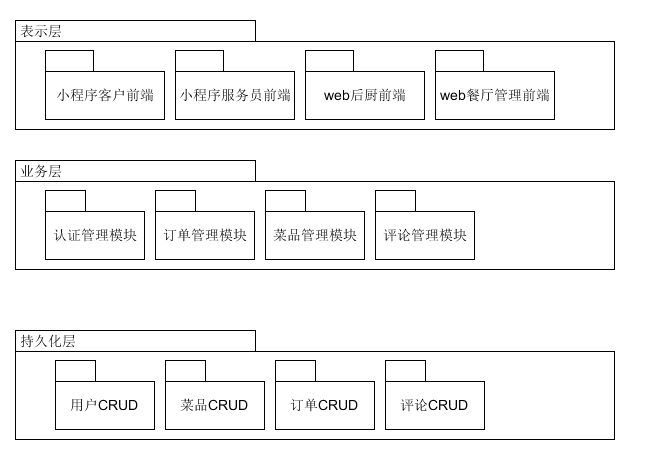 表示层
小程序客户前端
小程序服务员前端
web后厨前端
web餐厅管理前端
业务层
认证管理模块
订单管理模块
菜品管理模块
评论管理模块
持久化层
用户CRUD
菜品CRUD
订单CRUD
评论CRUD